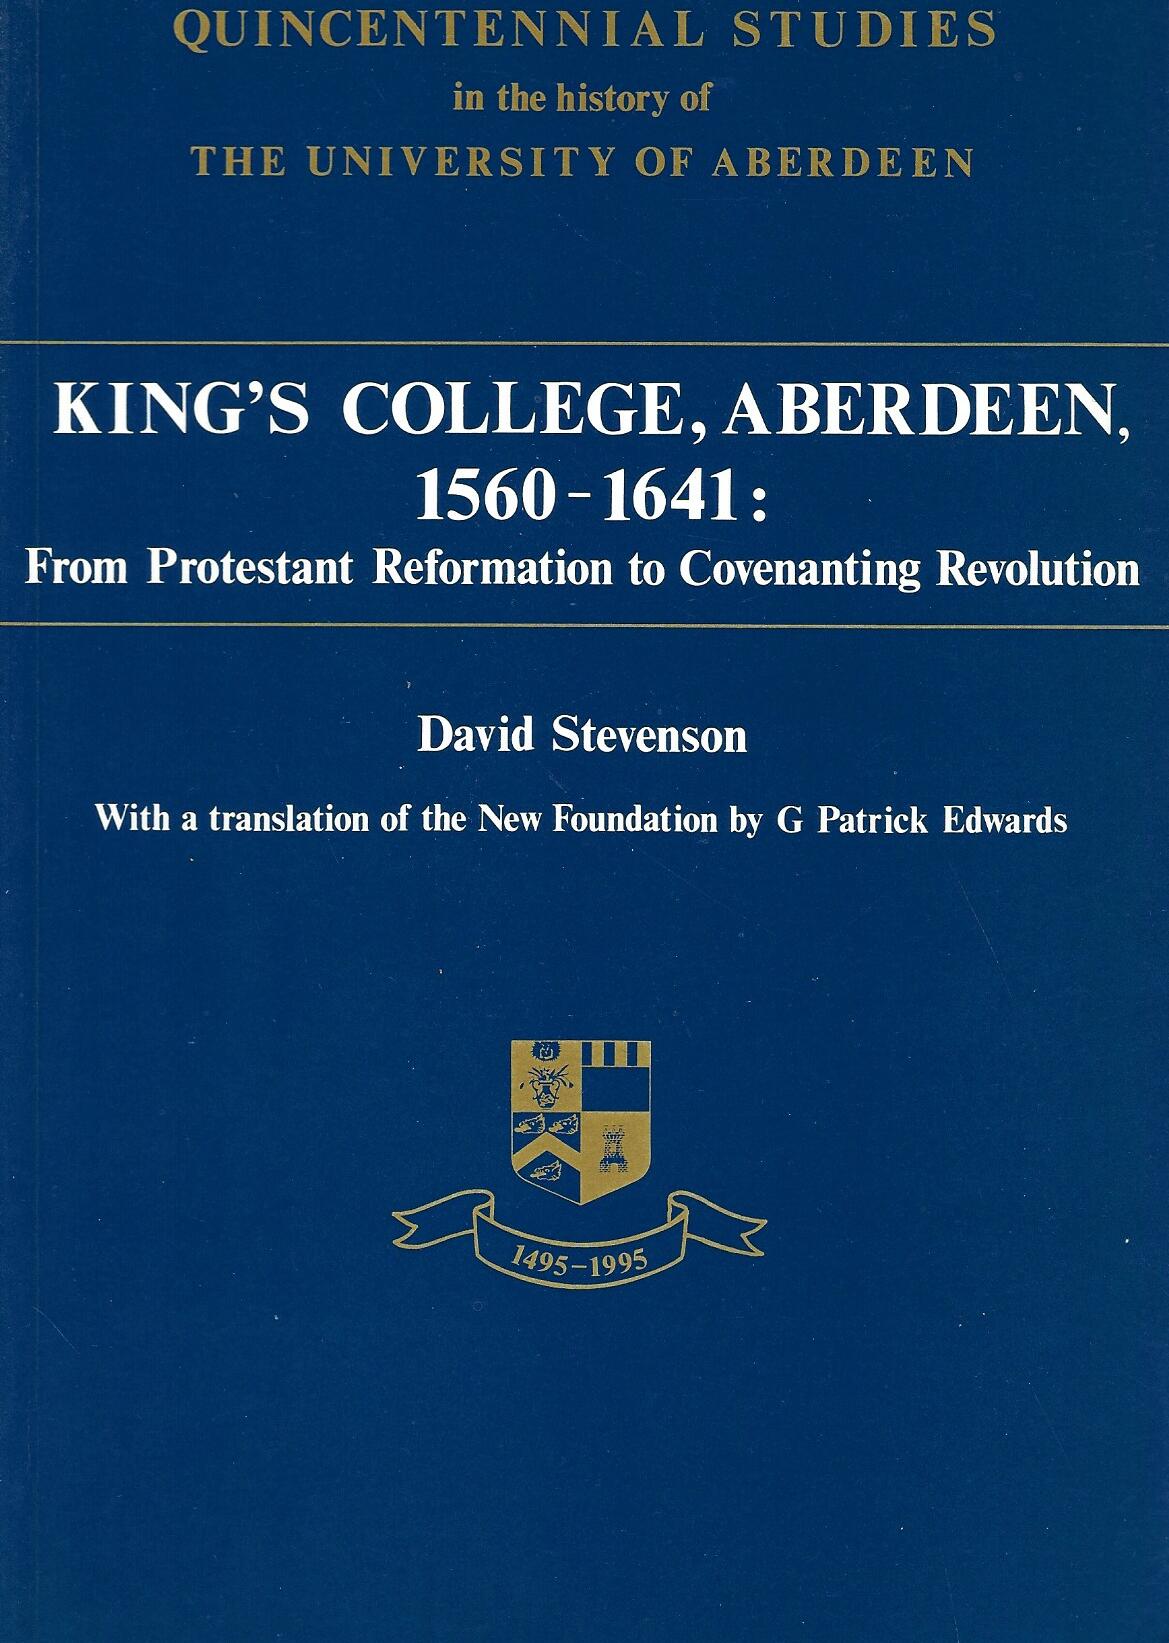 QUINCENTENNIAL STUDIES
in the history of
THE UNIVERSITY OF ABERDEEN
KING'S COLLEGE, ABERDEEN,
1560-1641:
From Protestant Reformation to Covenanting Revolution
David Stevenson
With a translation of the New Foundation by G Patrick Edwards
1495-1995